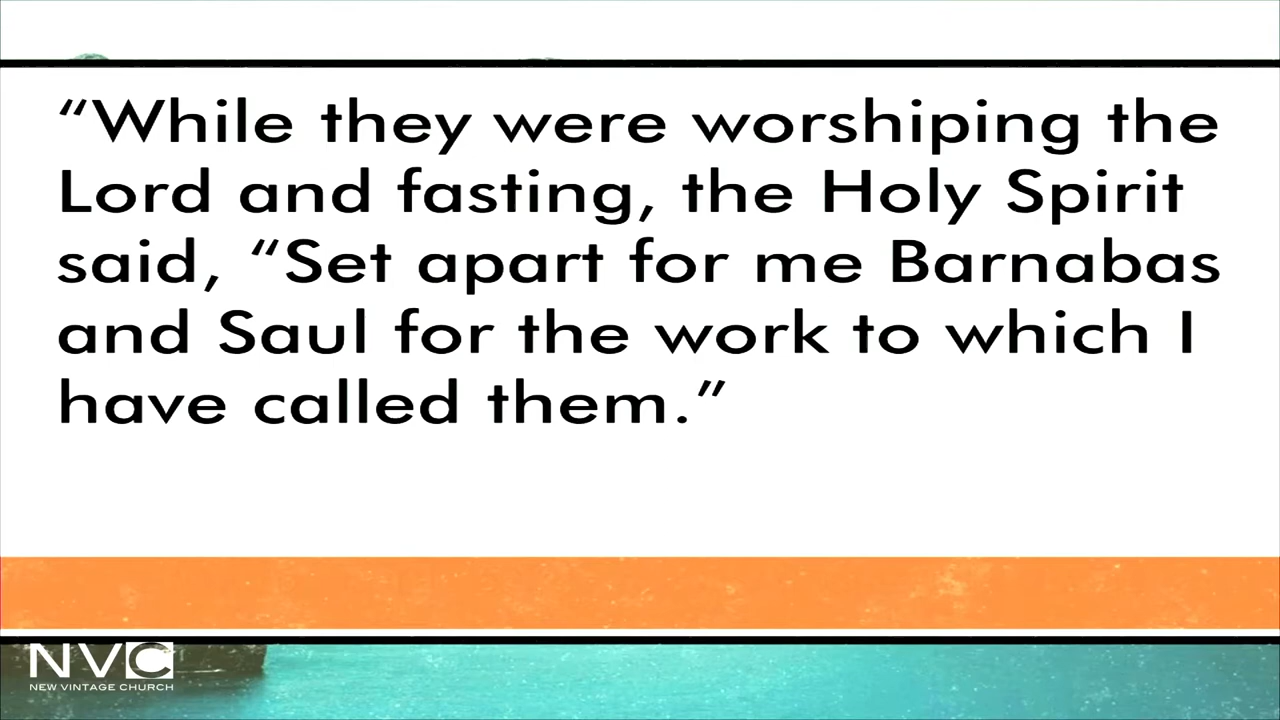 “While they were worshiping the
Lord and fasting, the Holy Spirit
said, “Set apart for me Barnabas
and Saul for the work to which I
have called them.”
NVC
NEW VINTAGE CHURCH